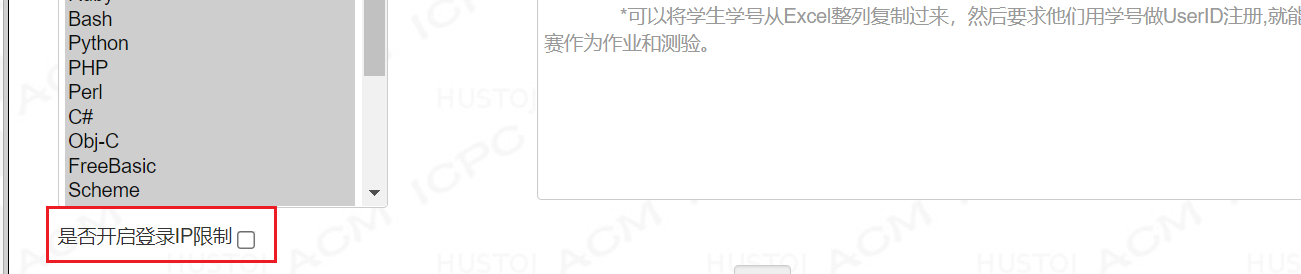 Bash
Python
PHP
Perl
C#
Obj-C
FreeBasic
Scheme
是否开启登录IP限制
*可以将学生学号从Excel整列复制过来，然后要求他们用学号做UserID注册,就能
赛作为作业和测验。
HUSTOJ
ICPC
ACM
HUSTOJ
ACM
HUSTOJ
ACM
HUSTOJ